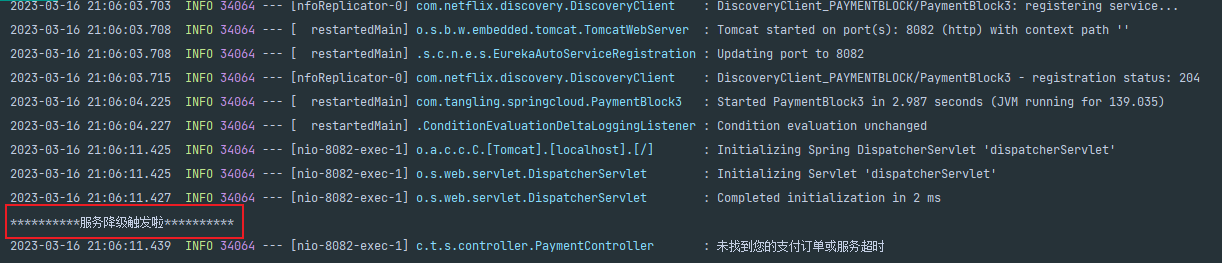 2023-03-16 21:06:03.703  INFO 34064 --- [nfoReplicator-0] com.netflix.discovery.DiscoveryClient    : DiscoveryClient_PAYMENTBLOCK/PaymentBlock3: registering service...
2023-03-16 21:06:03.708  INFO 34064 --- [  restartedMain] o.s.b.w.embedded.tomcat.TomcatWebServer  : Tomcat started on port(s): 8082 (http) with context path ''
2023-03-16 21:06:03.708  INFO 34064 --- [  restartedMain] .s.c.n.e.s.EurekaAutoServiceRegistration : Updating port to 8082
2023-03-16 21:06:03.715  INFO 34064 --- [nfoReplicator-0] com.netflix.discovery.DiscoveryClient    : DiscoveryClient_PAYMENTBLOCK/PaymentBlock3 - registration status: 204
2023-03-16 21:06:04.225  INFO 34064 --- [  restartedMain] com.tangling.springcloud.PaymentBlock3   : Started PaymentBlock3 in 2.987 seconds (JVM running for 139.035)
2023-03-16 21:06:04.227  INFO 34064 --- [  restartedMain] .ConditionEvaluationDeltaLoggingListener : Condition evaluation unchanged
2023-03-16 21:06:11.425  INFO 34064 --- [nio-8082-exec-1] o.a.c.c.C.[Tomcat].[localhost].[/]       : Initializing Spring DispatcherServlet 'dispatcherServlet'
2023-03-16 21:06:11.425  INFO 34064 --- [nio-8082-exec-1] o.s.web.servlet.DispatcherServlet        : Initializing Servlet 'dispatcherServlet'
2023-03-16 21:06:11.427  INFO 34064 --- [nio-8082-exec-1] o.s.web.servlet.DispatcherServlet        : Completed initialization in 2 ms
**********服务降级触发啦**********
2023-03-16 21:06:11.439  INFO 34064 --- [nio-8082-exec-1] c.t.s.controller.PaymentController       : 未找到您的支付订单或服务超时